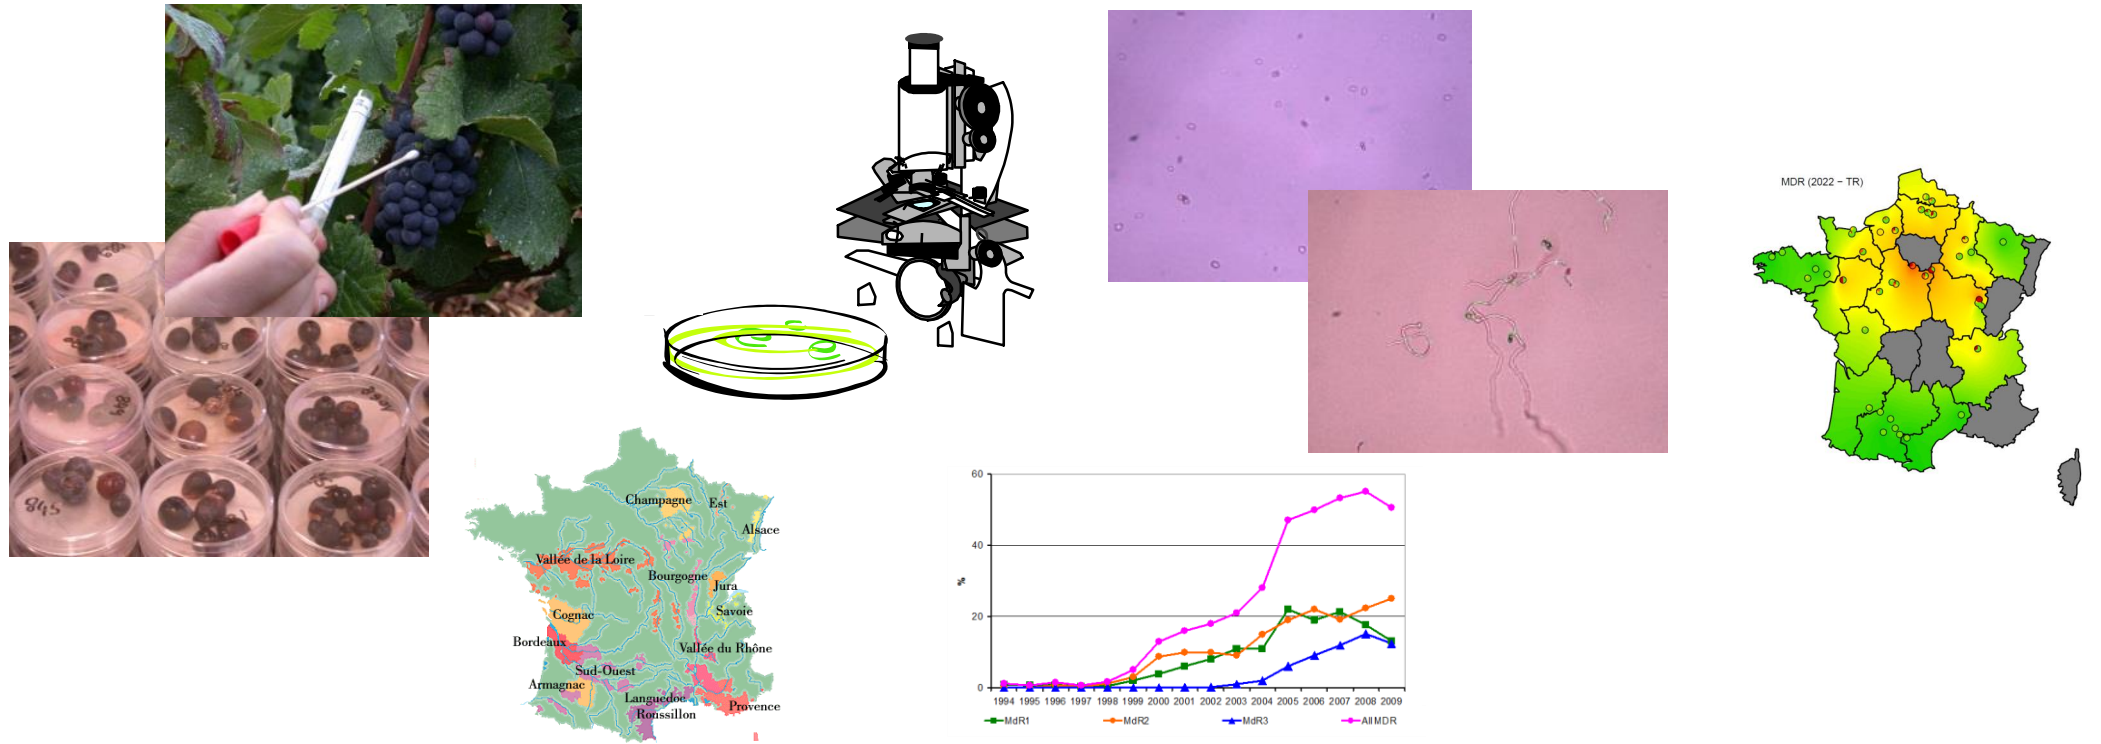 MDR (2022 – TR)
845
Champagne
Est
Alsace
Vallée de la Loire
Bourgogne
Jura
Savoie
Cognac
Bordeaux
Vallée du Rhône
Sud-Ouest
Armagnac
Languedoc
Roussillon
Provence
60
40
20
0
%
1994 1995 1996 1997 1998 1999 2000 2001 2002 2003 2004 2005 2006 2007 2008 2009
MdR1 MdR2 MdR3 All MDR